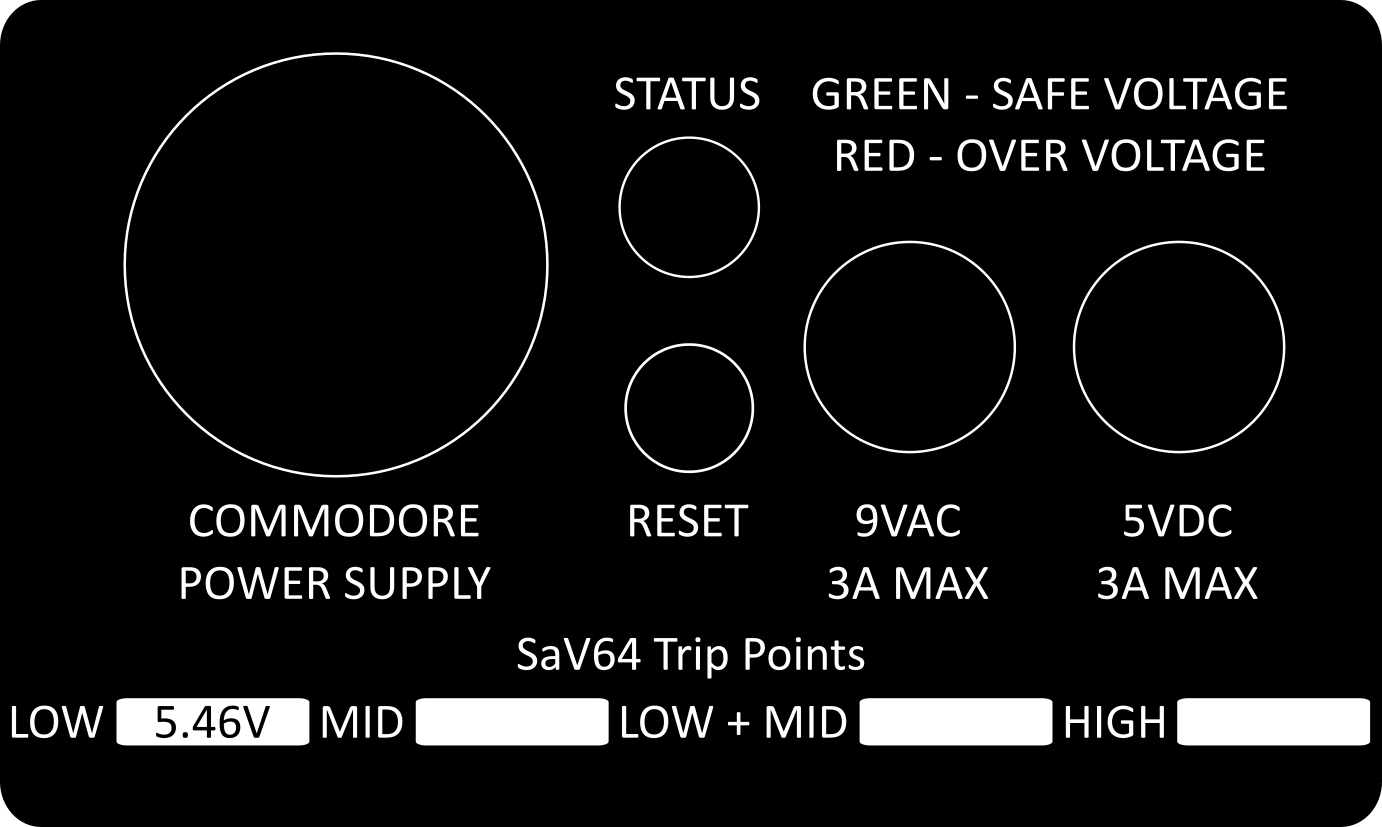 STATUS
GREEN - SAFE VOLTAGE
RED - OVER VOLTAGE
COMMODORE
POWER SUPPLY
RESET
9VAC
3A MAX
5VDC
3A MAX
SaV64 Trip Points
LOW 5.46V MID LOW + MID HIGH